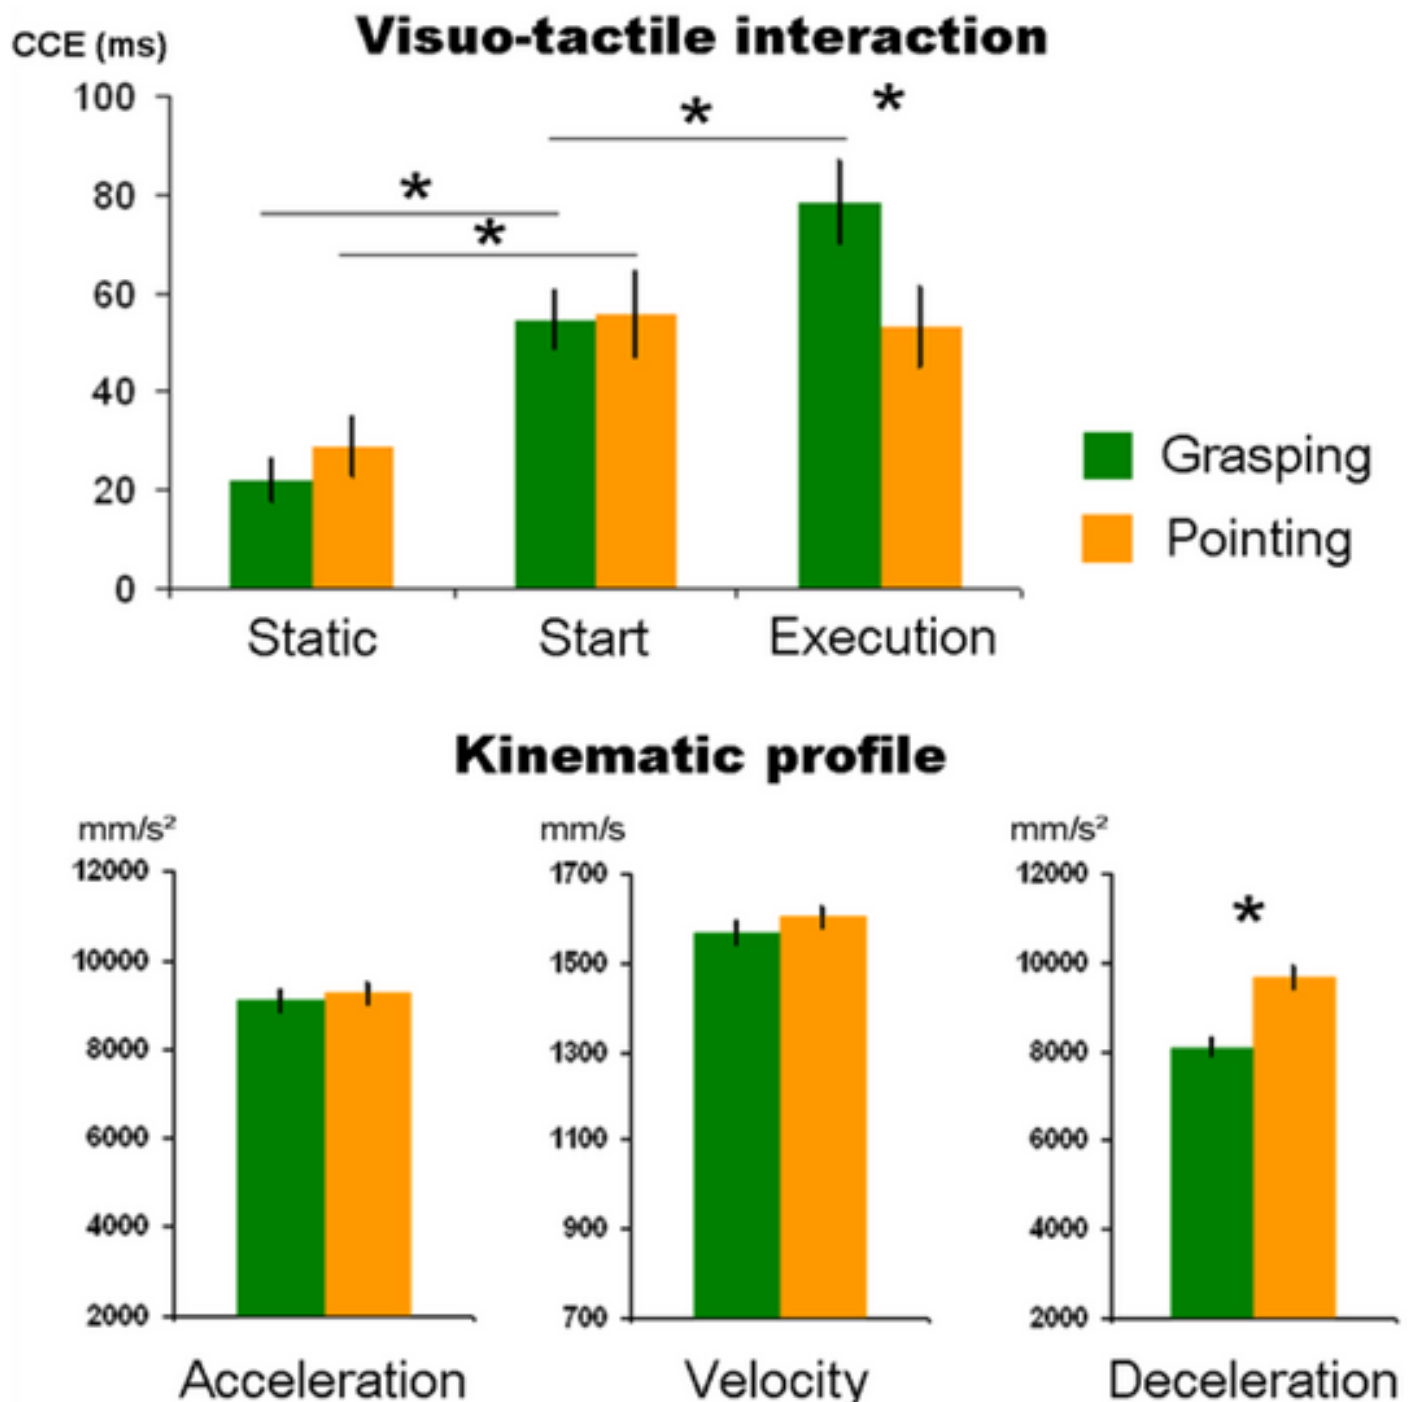 CCE (ms)
Visuo-tactile interaction
100
80
60
40
20
0
*
*
*
*
Static
Start
Execution
Grasping
Pointing
Kinematic profile
mm/s²
12000
10000
8000
6000
4000
2000
Acceleration
mm/s
1700
1500
1300
1100
900
700
Velocity
mm/s²
12000
10000
8000
6000
4000
2000
*
Deceleration